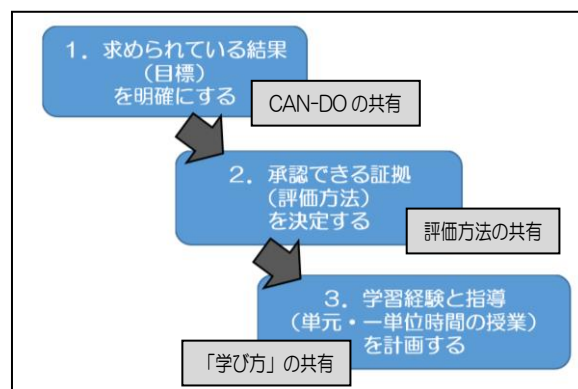 1．求められている結果
（目標）
を明確にする
CAN-DO の共有
2．承認できる証拠
（評価方法）
を決定する
評価方法の共有
3．学習経験と指導
（単元・一単位時間の授業）
を計画する
「学び方」の共有